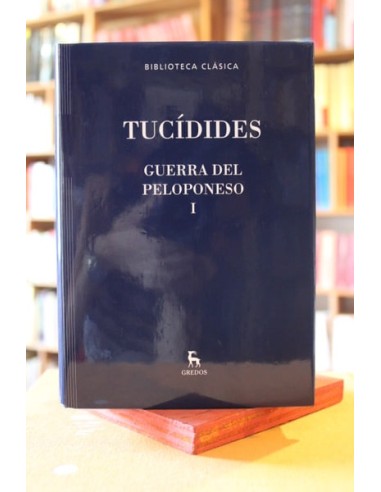 BIBLIOTECA CLÁSICA
TUCÍDIDES
GUERRA DEL
PELOPONESO
I
GREDOS